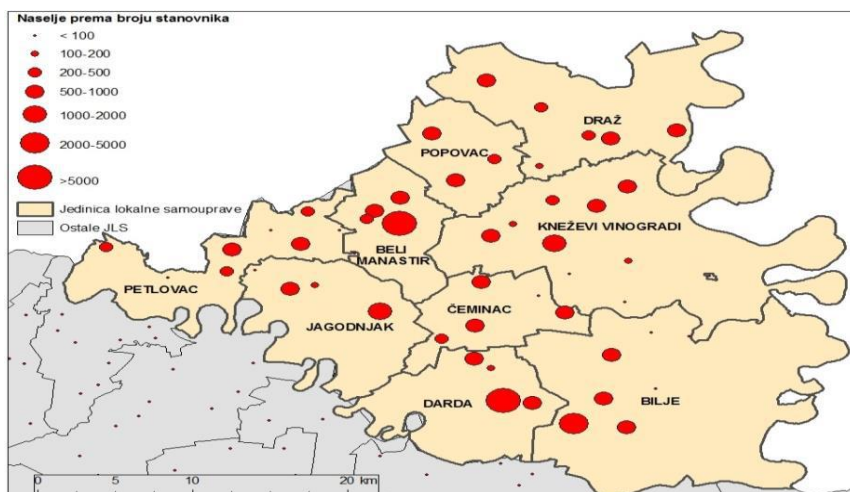 Naselje prema broju stanovnika
< 100
100-200
200-500
500-1000
1000-2000
2000-5000
>5000
Jedinica lokalne samouprave
Ostale JLS
DRAŽ
POPOVAC
KNEŽEVI VINOGRADI
BELI
MANASTIR
PETLOVAC
JAGODNJAK
ČEMINAC
DARDA
BILJE
0 5 10 20 km